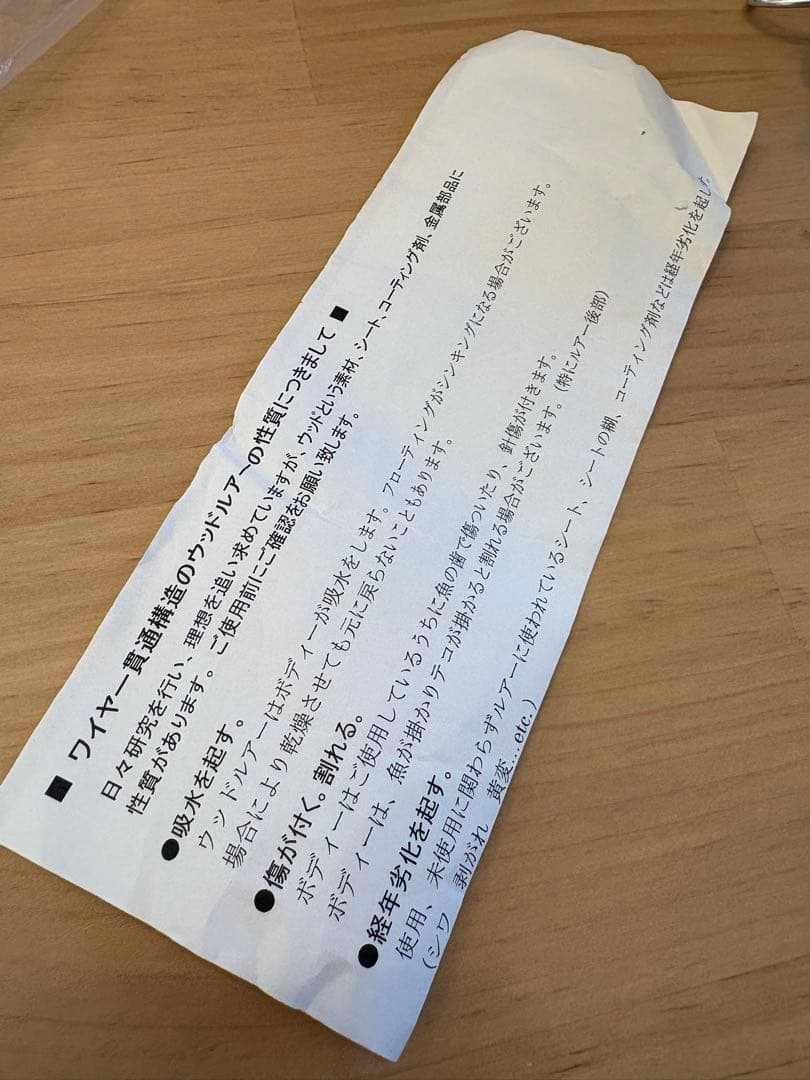 ■ ワイヤー貫通構造のウッドルアーの性質につきまして ■
日々研究を行い、理想を追い求めていますが、ウッドという素材、シート、コーティング剤、金属部品に
性質があります。ご使用前にご確認をお願い致します。
●吸水を起す。
ウッドルアーはボディーが吸水をします。フローティングがシンキングになる場合がございます。
場合により乾燥させても元に戻らないこともあります。
●傷が付く。割れる。
ボディーはご使用しているうちに魚の歯で傷ついたり、針傷が付きます。
ボディーは、魚が掛かりテコが掛かると割れる場合がございます。(特にルアー後部)
●経年劣化を起す。
使用、未使用に関わらずルアーに使われているシート、シートの糊、コーティング剤などは経年劣化を起し
(シワ 剥がれ 黄変...etc.)